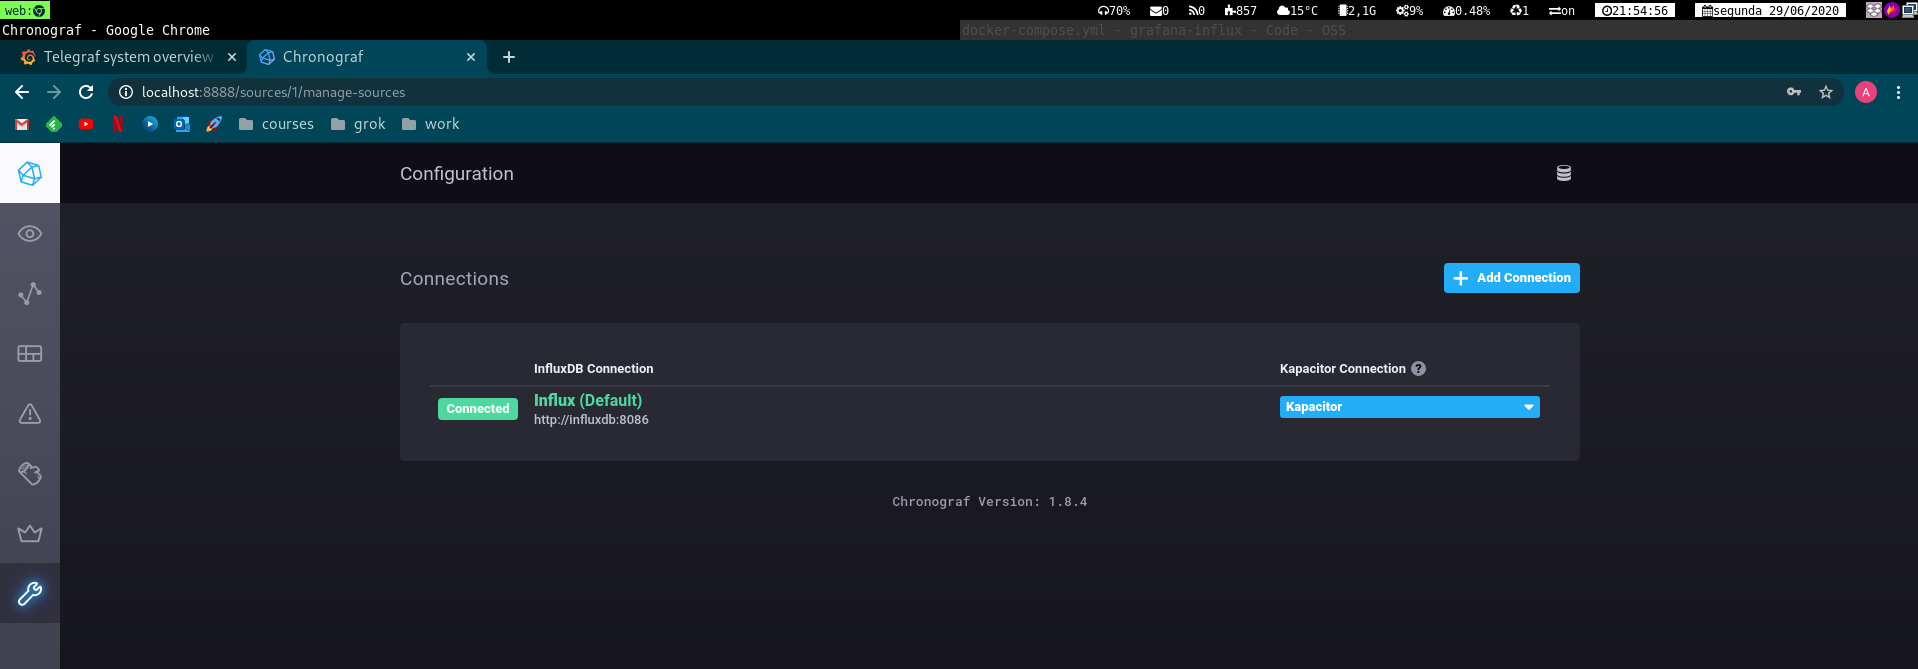 web:
70% 0 0 857 15°C 2,1G 9% 0.48% 1 on 21:54:56 segunda 29/06/2020
Chronograf - Google Chrome
docker-compose.yml - grafana-influx - Code - OSS
Telegraf system overview
Chronograf
localhost:8888/sources/1/manage-sources
A
courses
grok
work
Configuration
Connections
Add Connection
InfluxDB Connection
Kapacitor Connection ?
Connected
Influx (Default)
http://influxdb:8086
Kapacitor
Chronograf Version: 1.8.4